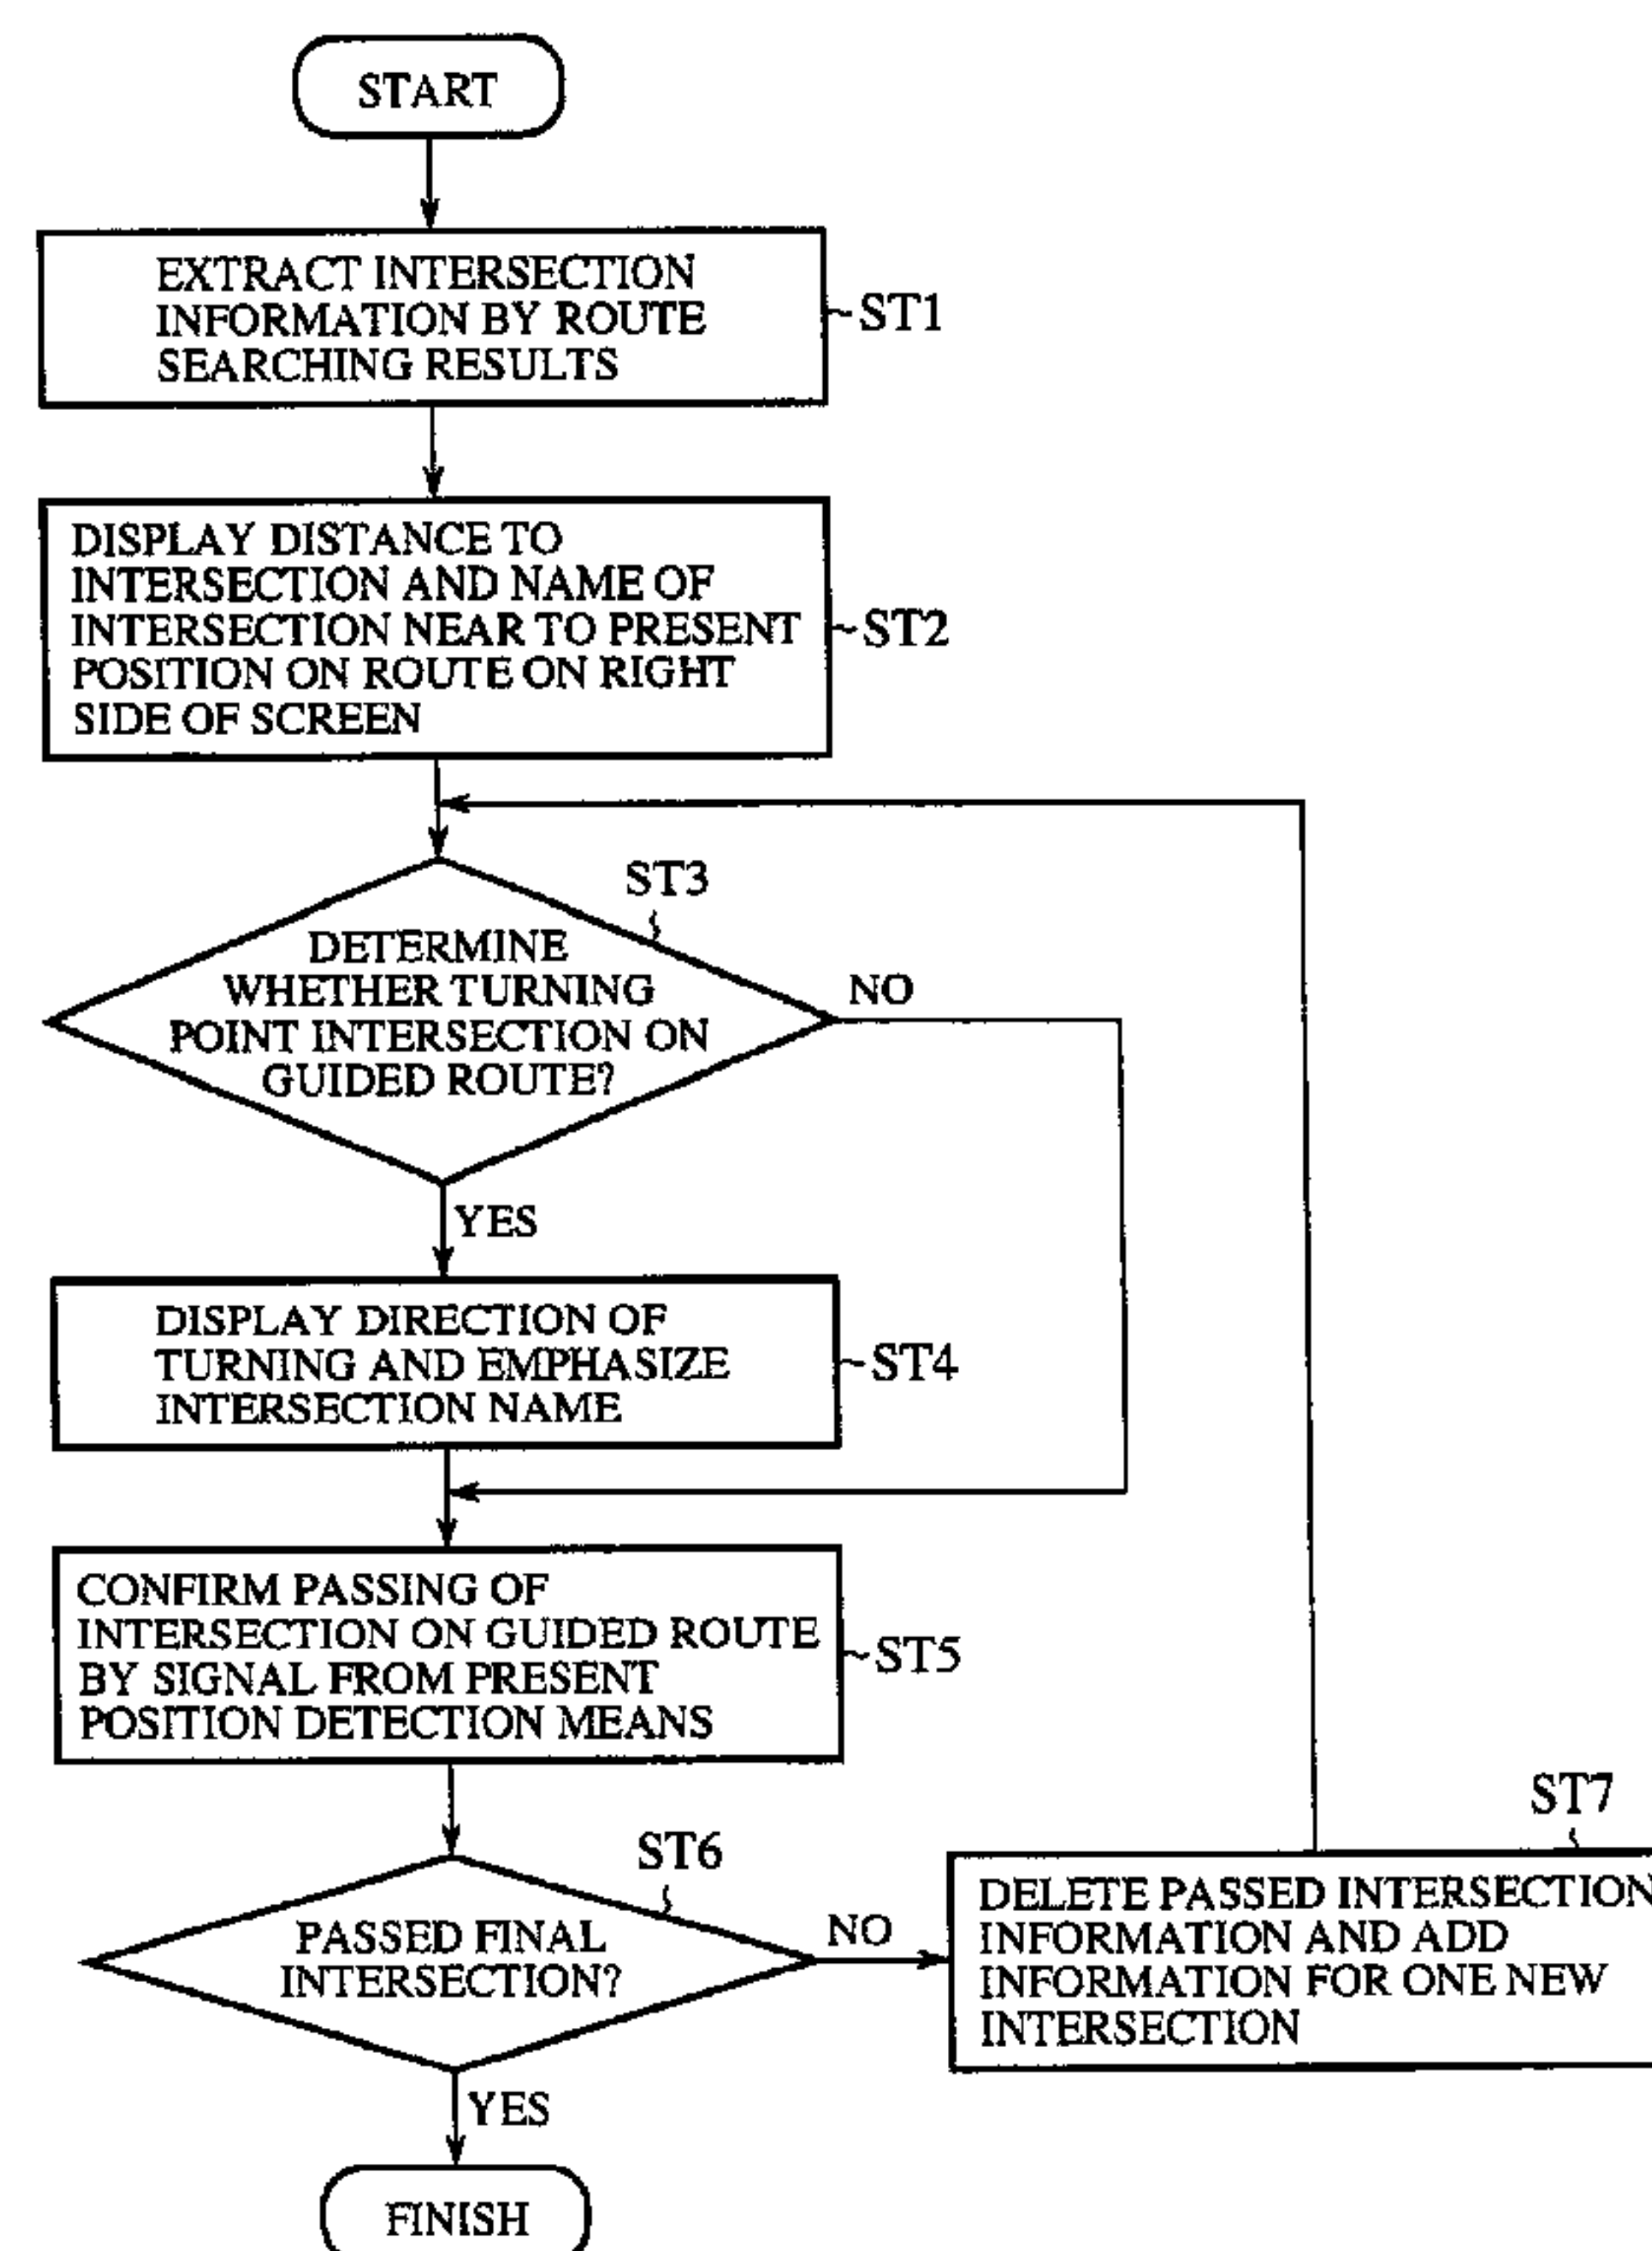 START
EXTRACT INTERSECTION
INFORMATION BY ROUTE
SEARCHING RESULTS
ST1
DISPLAY DISTANCE TO
INTERSECTION AND NAME OF
INTERSECTION NEAR TO PRESENT
POSITION ON ROUTE ON RIGHT
SIDE OF SCREEN
ST2
ST3
DETERMINE
WHETHER TURNING
POINT INTERSECTION ON
GUIDED ROUTE?
NO
YES
DISPLAY DIRECTION OF
TURNING AND EMPHASIZE
INTERSECTION NAME
ST4
CONFIRM PASSING OF
INTERSECTION ON GUIDED ROUTE
BY SIGNAL FROM PRESENT
POSITION DETECTION MEANS
ST5
ST6
PASSED FINAL
INTERSECTION?
NO
ST7
DELETE PASSED INTERSECTION
INFORMATION AND ADD
INFORMATION FOR ONE NEW
INTERSECTION
YES
FINISH